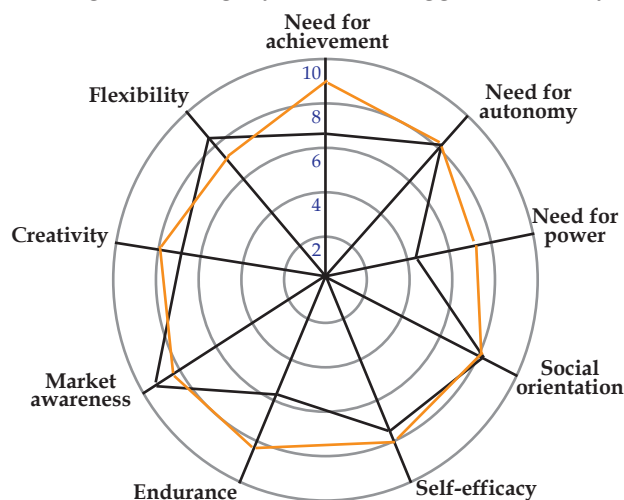 Need for
achievement
10
8
6
4
2
Need for
autonomy
Need for
power
Social
orientation
Self-efficacy
Endurance
Market
awareness
Creativity
Flexibility